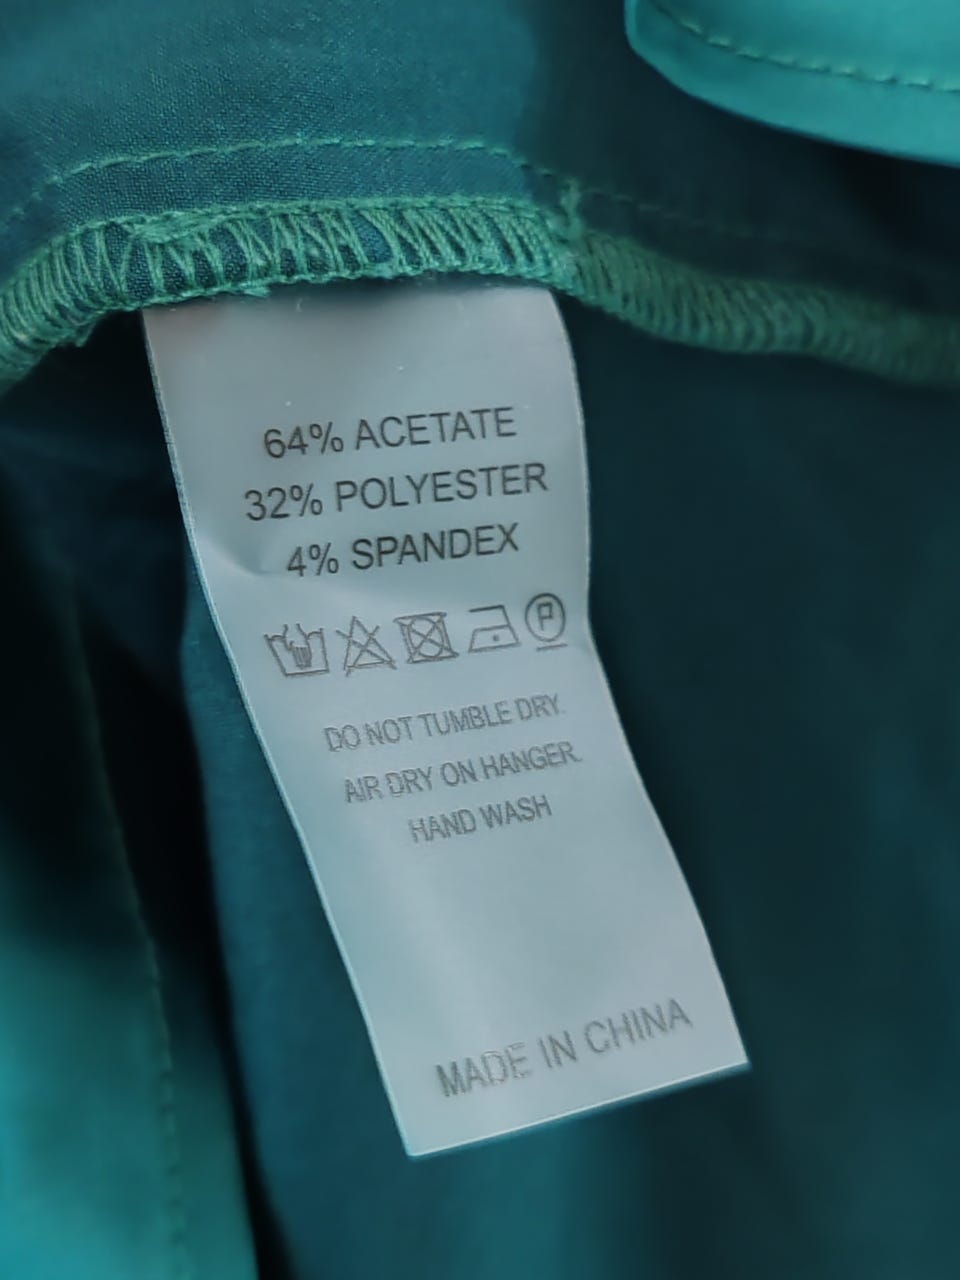 64% ACETATE
32% POLYESTER
4% SPANDEX
P
DO NOT TUMBLE DRY.
AIR DRY ON HANGER.
HAND WASH
MADE IN CHINA